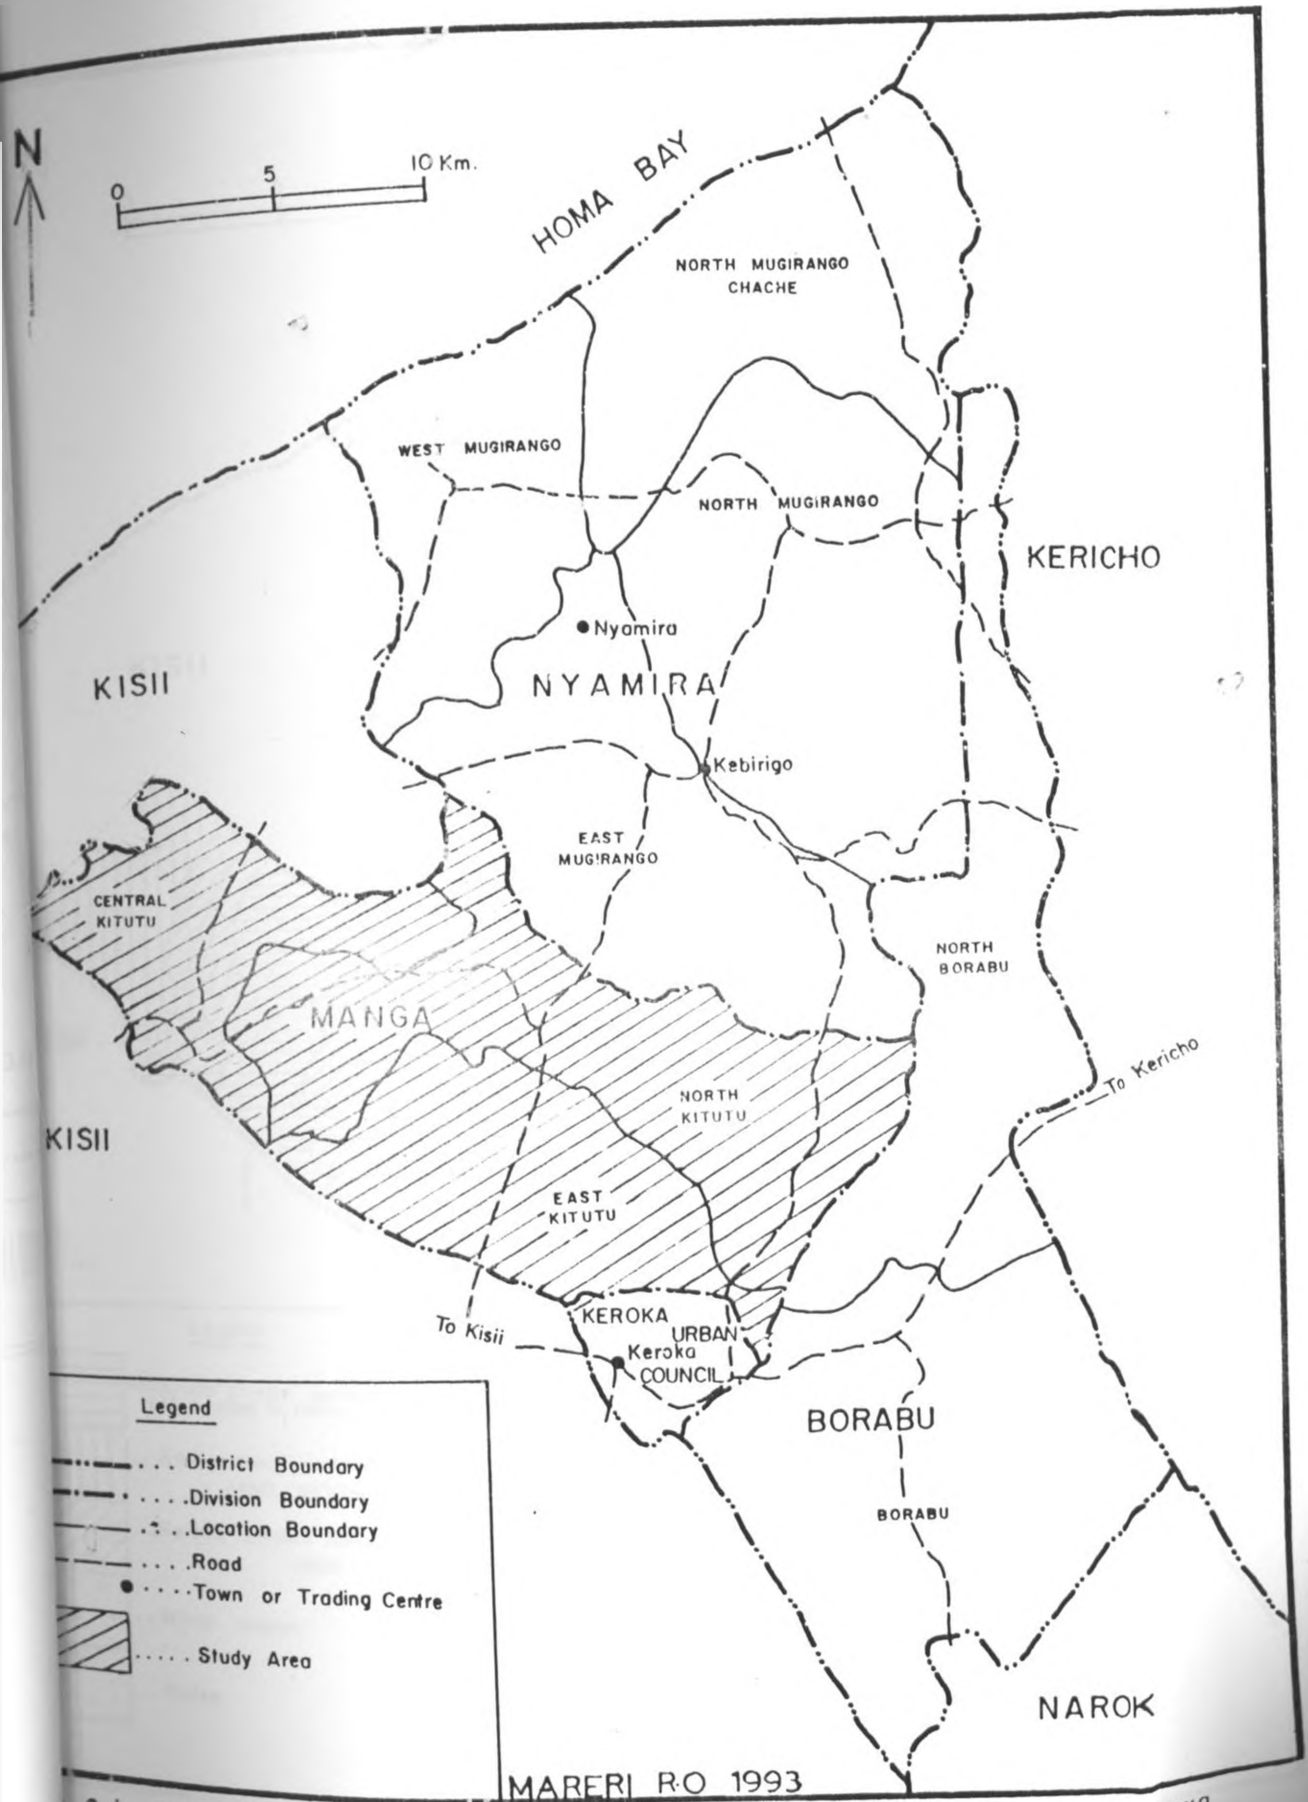 N
0 5 10 Km.
HOMA BAY
NORTH MUGIRANGO
CHACHE
WEST MUGIRANGO
NORTH MUGIRANGO
KERICHO
Nyamira
KISII
NYAMIRA
Kebirigo
EAST
MUGIRANGO
CENTRAL
KITUTU
NORTH
BORABU
MANGA
To Kericho
NORTH
KITUTU
KISII
EAST
KITUTU
KEROKA
URBAN
To Kisii
Keroka
COUNCIL
BORABU
Legend
District Boundary
Division Boundary
Location Boundary
Road
Town or Trading Centre
Study Area
BORABU
NAROK
MARERI R.O 1993